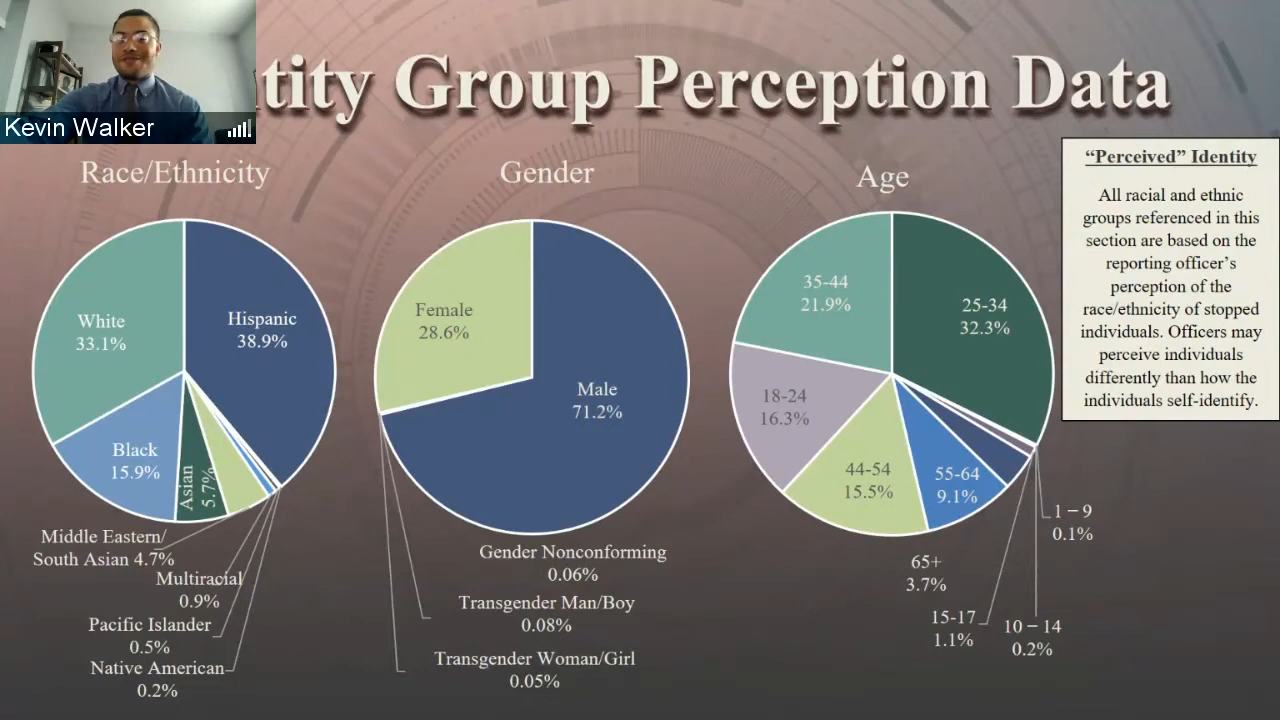 tity Group Perception Data
Kevin Walker
Race/Ethnicity
White
33.1%
Hispanic
38.9%
Black
15.9%
Asian
5.7%
Middle Eastern/
South Asian 4.7%
Multiracial
0.9%
Pacific Islander
0.5%
Native American
0.2%
Gender
Female
28.6%
Male
71.2%
Gender Nonconforming
0.06%
Transgender Man/Boy
0.08%
Transgender Woman/Girl
0.05%
Age
35-44
21.9%
25-34
32.3%
18-24
16.3%
44-54
15.5%
55-64
9.1%
65+
3.7%
15-17
1.1%
10 – 14
0.2%
1 – 9
0.1%
“Perceived” Identity
All racial and ethnic
groups referenced in this
section are based on the
reporting officer’s
perception of the
race/ethnicity of stopped
individuals. Officers may
perceive individuals
differently than how the
individuals self-identify.